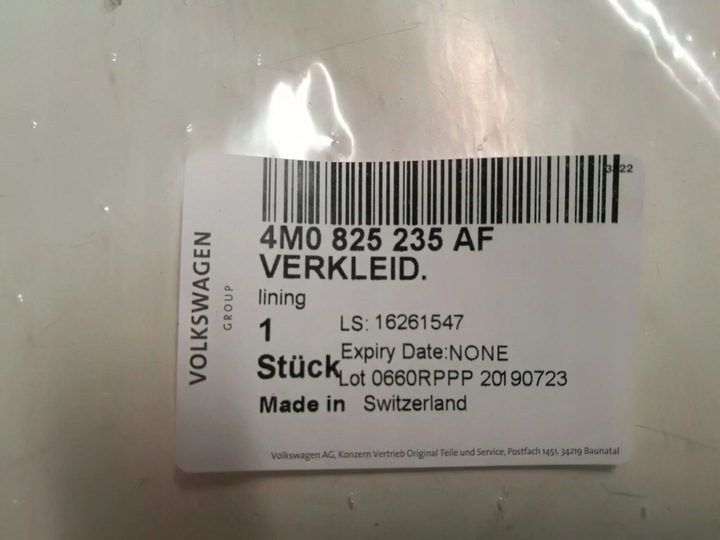 4M0 825 235 AF
VERKLEID.
lining
1
Stück
LS: 16261547
Expiry Date:NONE
Lot 0660RPPP 20190723
Made in Switzerland
Volkswagen AG, Konzern Vertrieb Original Teile und Service, Postfach 1451, 34219 Baunatal
VOLKSWAGEN
GROUP